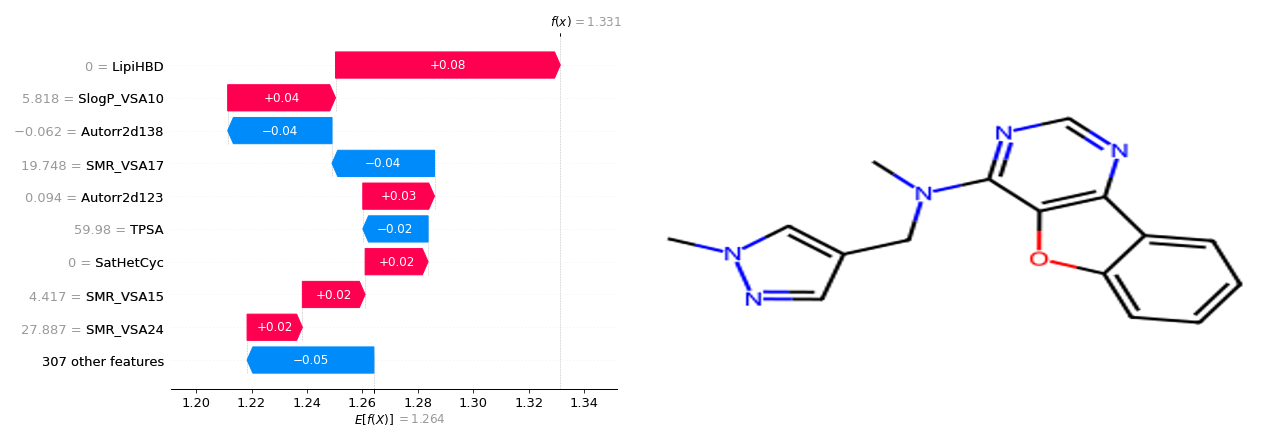 f(x) = 1.331
0 = LipiHBD
+0.08
5.818 = SlogP_VSA10
+0.04
−0.062 = Autorr2d138
−0.04
19.748 = SMR_VSA17
−0.04
0.094 = Autorr2d123
+0.03
59.98 = TPSA
−0.02
0 = SatHetCyc
+0.02
4.417 = SMR_VSA15
+0.02
27.887 = SMR_VSA24
+0.02
307 other features
−0.05
1.20 1.22 1.24 1.26 1.28 1.30 1.32 1.34
E[f(X)] = 1.264
N
N
N
N
N
O